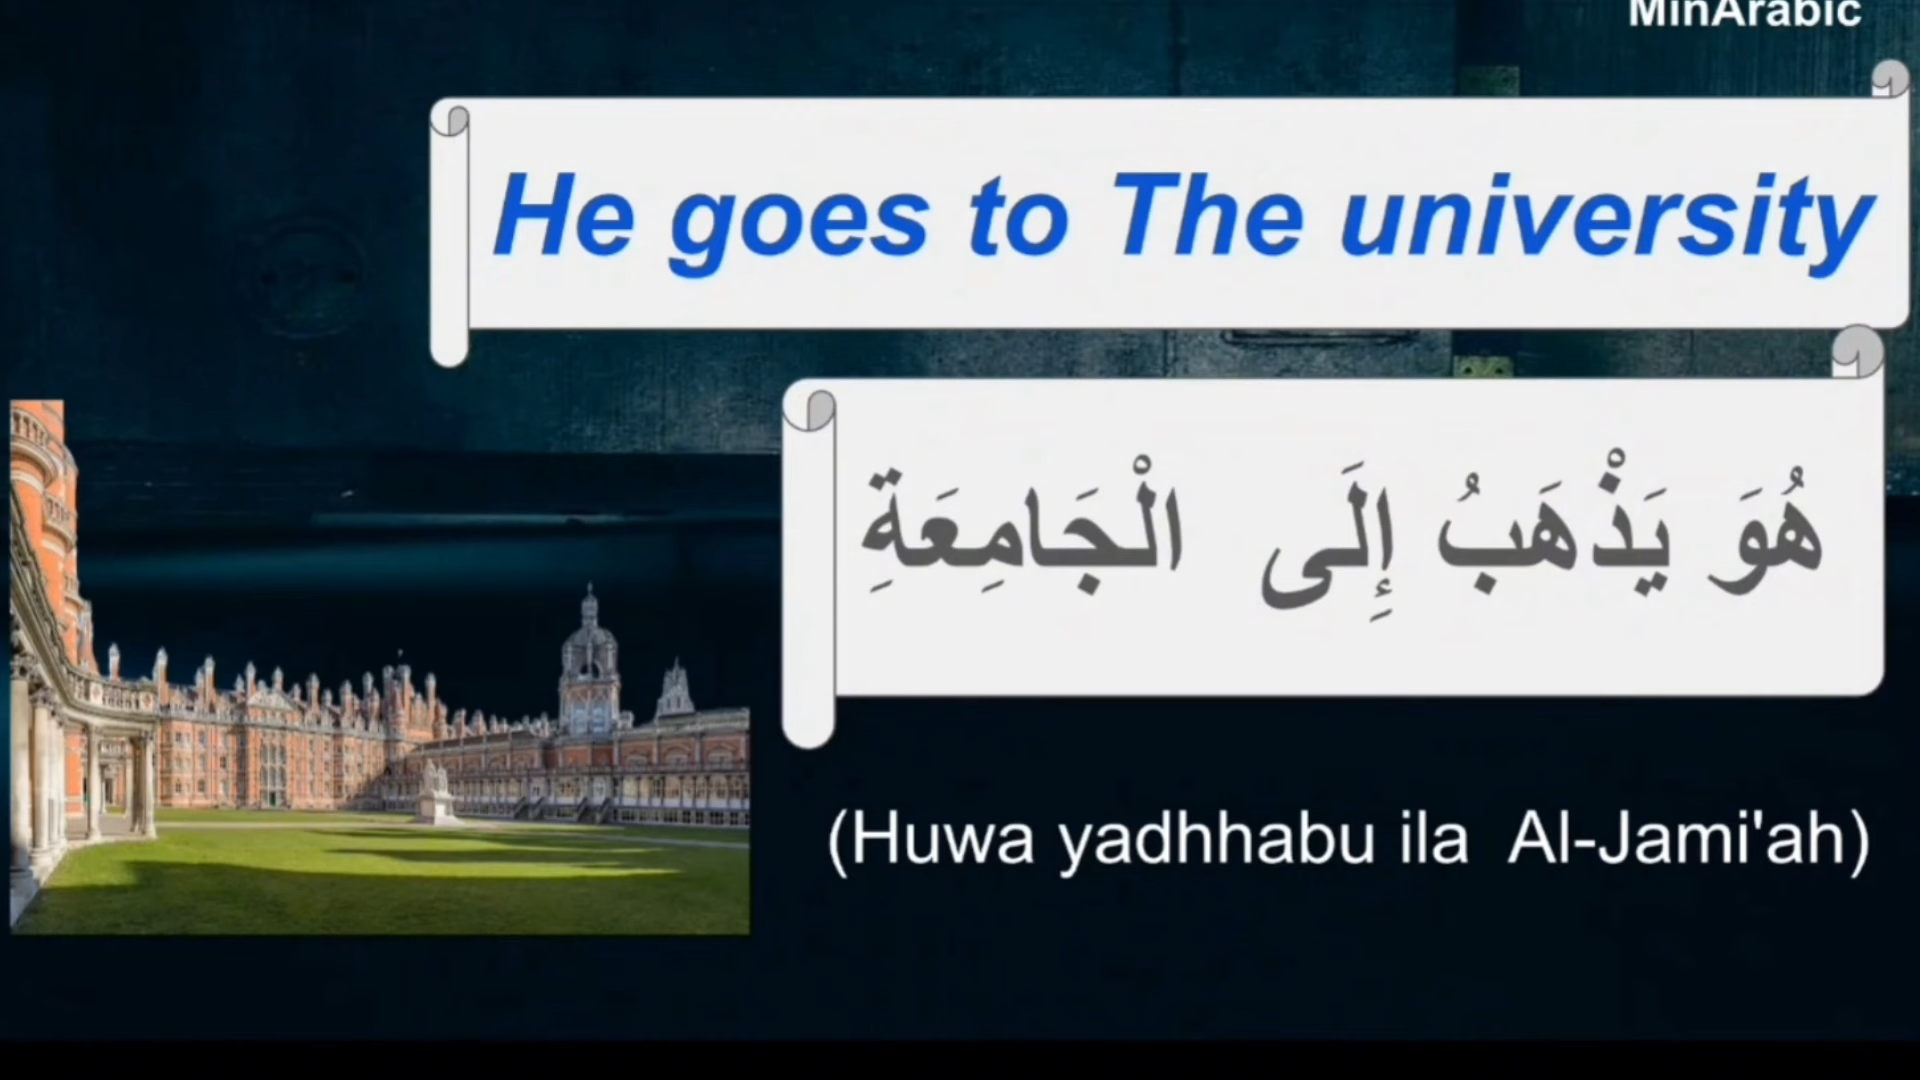 MinArabic
He goes to The university
هُوَ يَذْهَبُ إِلَى الْجَامِعَةِ
(Huwa yadhhabu ila Al-Jami'ah)